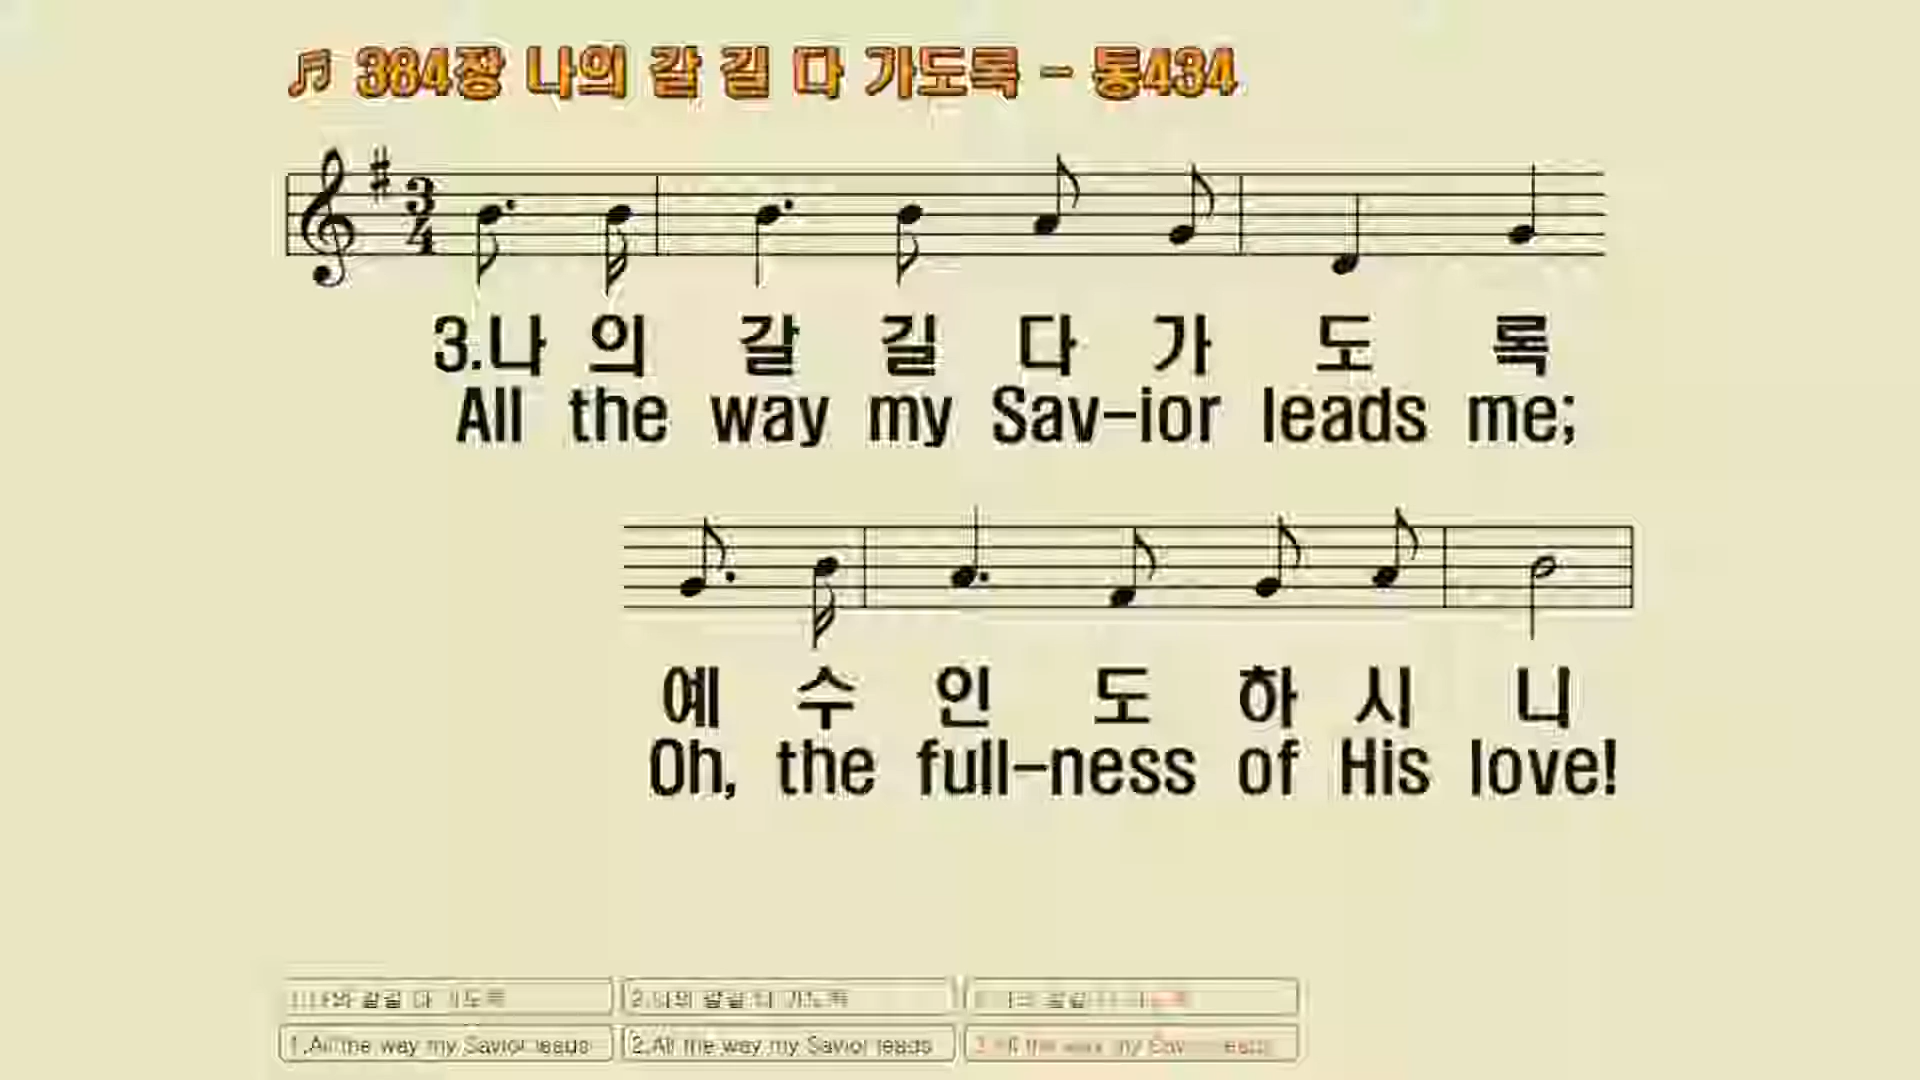 ♬ 384장 나의 갈 길 다 가도록 - 통434
3.나 의 갈 길 다 가 도 록
All the way my Sav-ior leads me;
예 수 인 도 하 시 니
Oh, the full-ness of His love!
2.나의 갈길 다 가도록
1.All the way my Savior leads
2.All the way my Savior leads